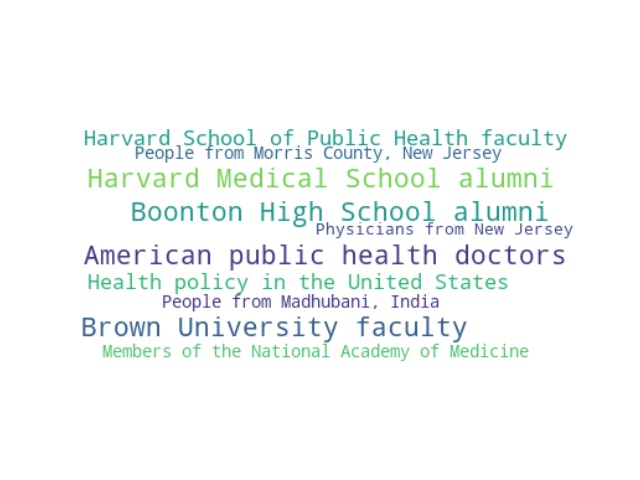 Harvard School of Public Health faculty
People from Morris County, New Jersey
Harvard Medical School alumni
Boonton High School alumni
Physicians from New Jersey
American public health doctors
Health policy in the United States
People from Madhubani, India
Brown University faculty
Members of the National Academy of Medicine